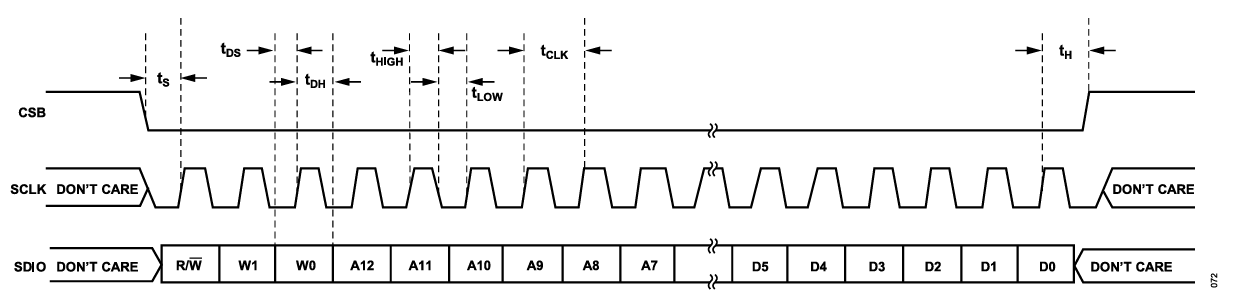 tDS
tHIGH
tCLK
tH
tS
tDH
tLOW
CSB
SCLK DON'T CARE
DON'T CARE
SDIO DON'T CARE R/W̅ W1 W0 A12 A11 A10 A9 A8 A7 D5 D4 D3 D2 D1 D0 DON'T CARE
072